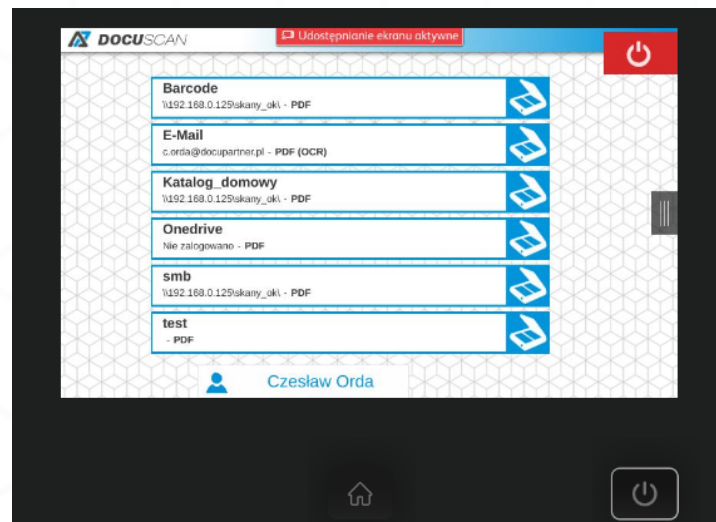 DOCUSCAN
Udostępnianie ekranu aktywne
Barcode
\\192.168.0.125\skany_ok\ - PDF
E-Mail
c.orda@docupartner.pl - PDF (OCR)
Katalog_domowy
\\192.168.0.125\skany_ok\ - PDF
Onedrive
Nie zalogowano - PDF
smb
\\192.168.0.125\skany_ok\ - PDF
test
- PDF
Czesław Orda